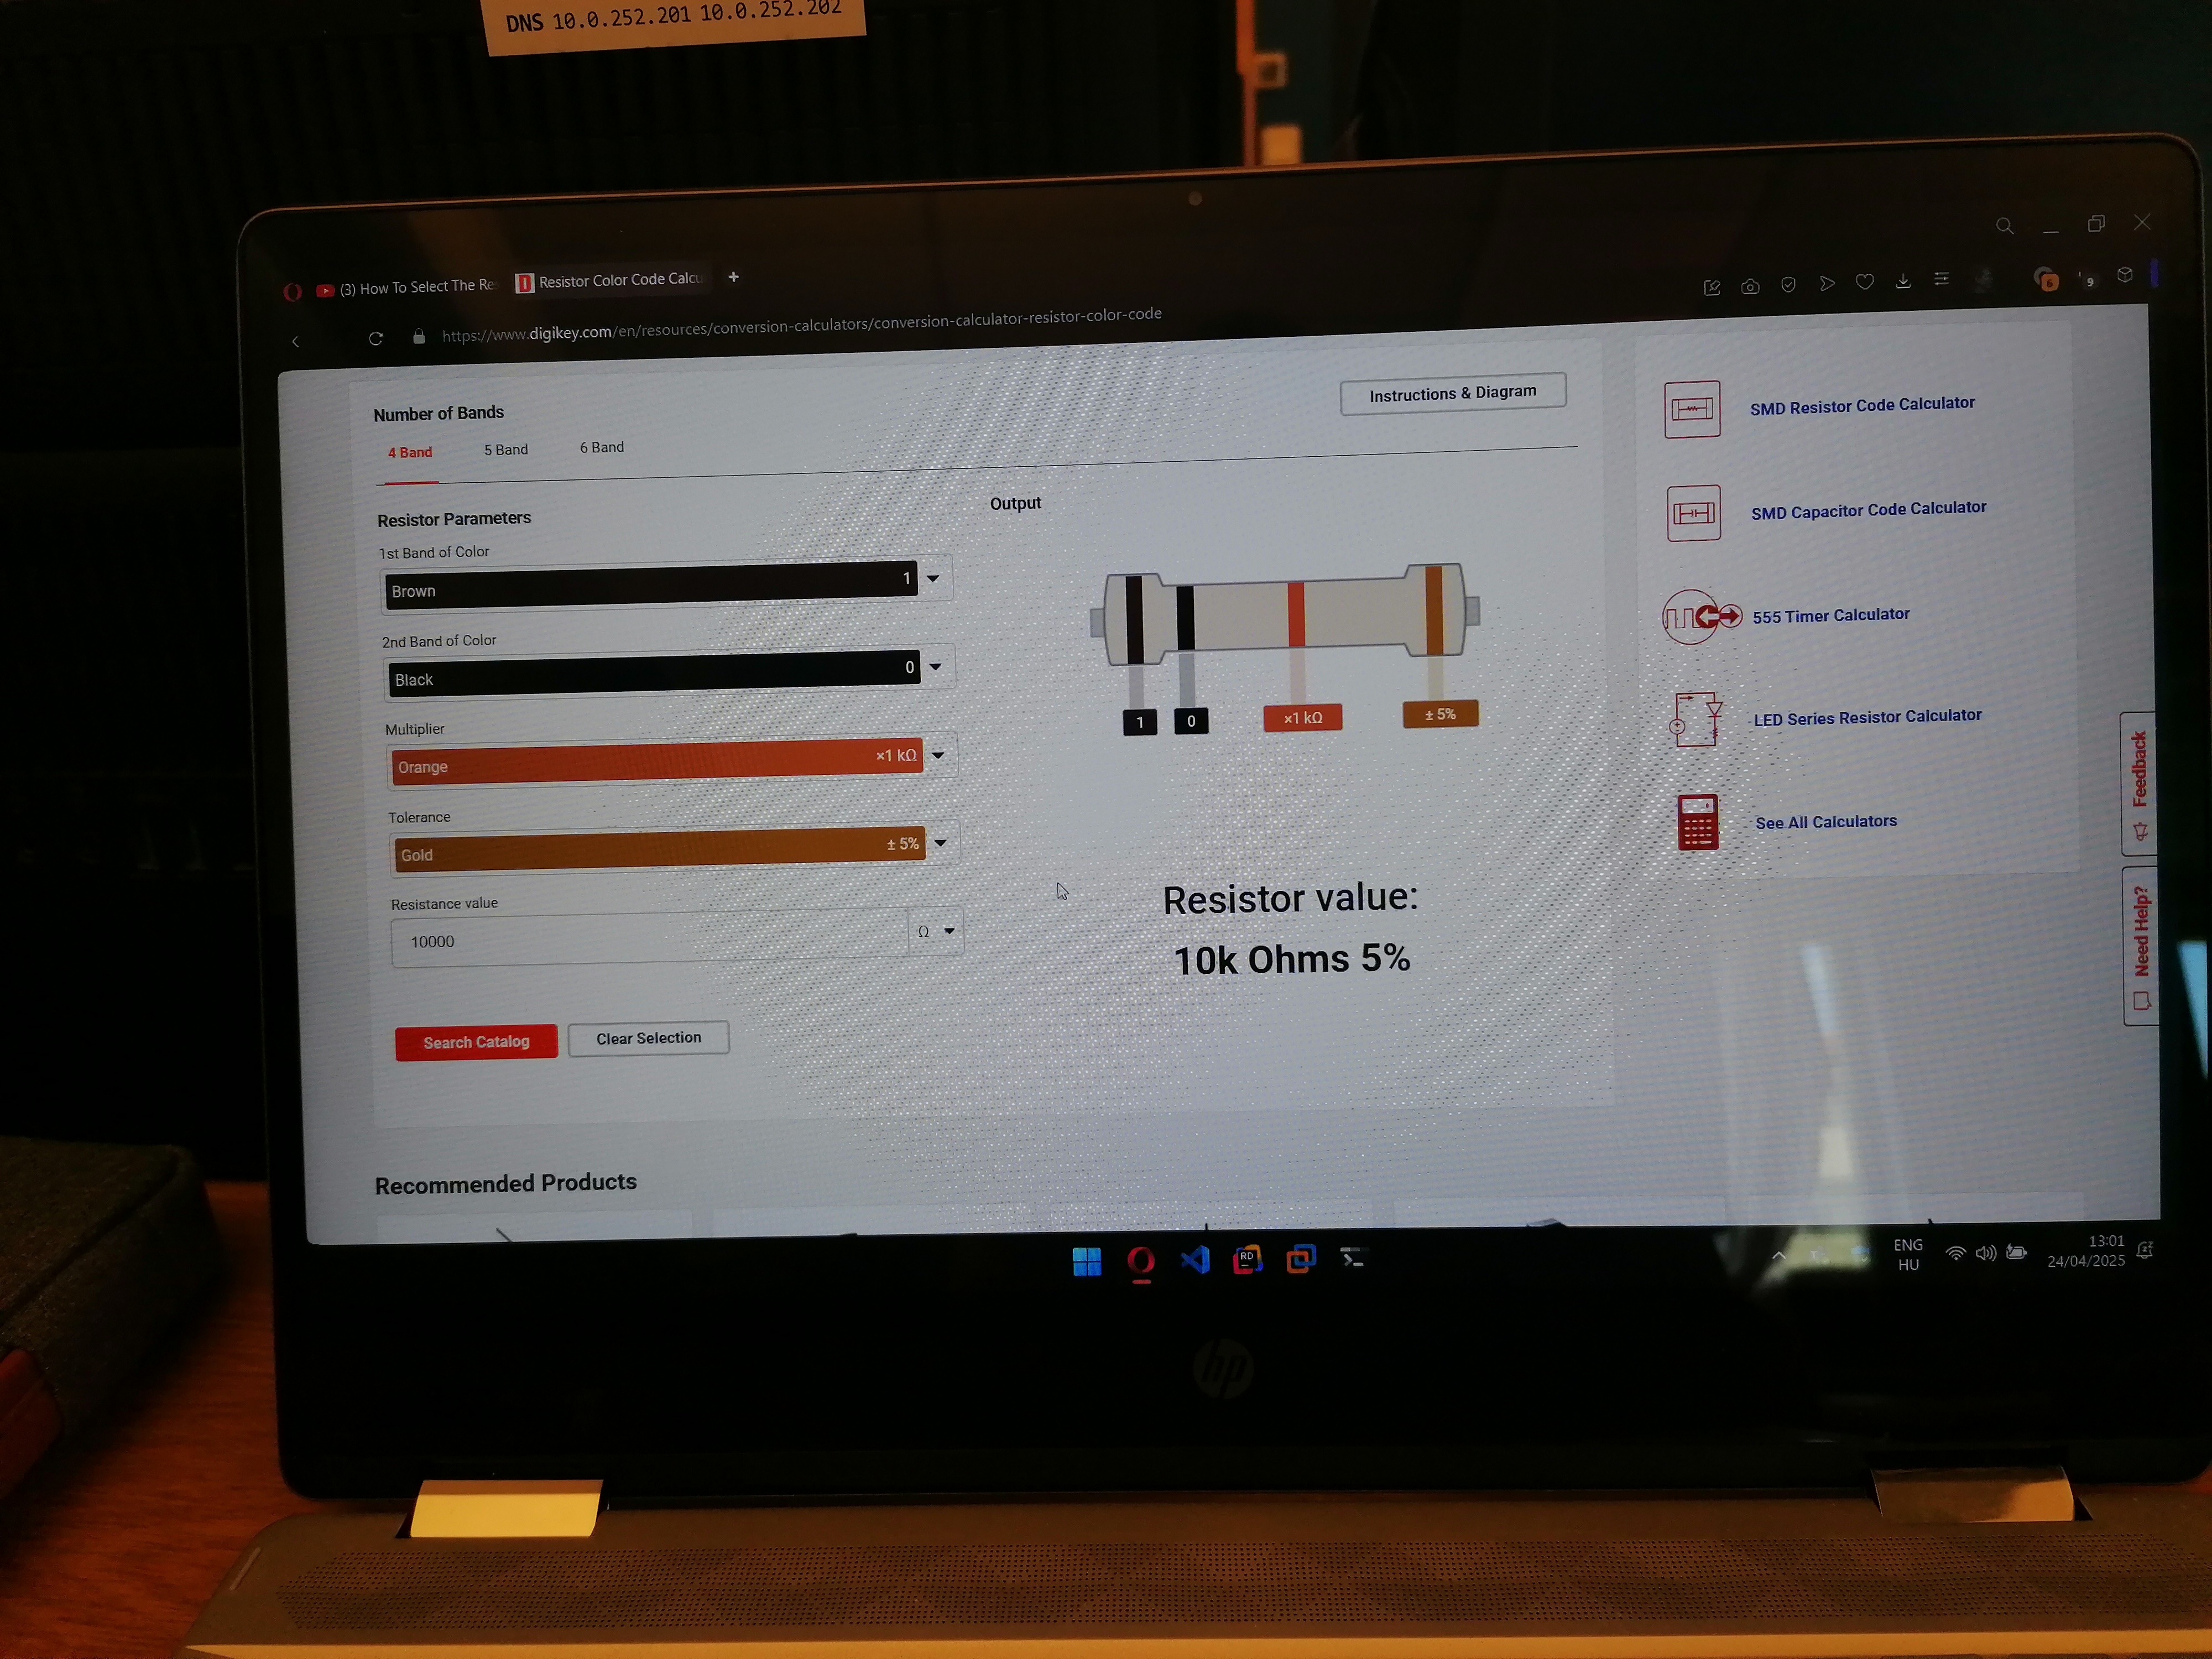 DNS 10.0.252.201 10.0.252.202
(3) How To Select The Re
Resistor Color Code Calcu
https://www.digikey.com/en/resources/conversion-calculators/conversion-calculator-resistor-color-code
6
9
Number of Bands
Instructions & Diagram
4 Band
5 Band
6 Band
Resistor Parameters
Output
1st Band of Color
Brown 1
2nd Band of Color
Black 0
Multiplier
Orange ×1 kΩ
Tolerance
Gold ± 5%
Resistance value
10000 Ω
1 0 ×1 kΩ ± 5%
Resistor value:
10k Ohms 5%
Search Catalog
Clear Selection
SMD Resistor Code Calculator
SMD Capacitor Code Calculator
555 Timer Calculator
LED Series Resistor Calculator
See All Calculators
Feedback
Need Help?
Recommended Products
RD
ENG
HU
13:01
24/04/2025
hp